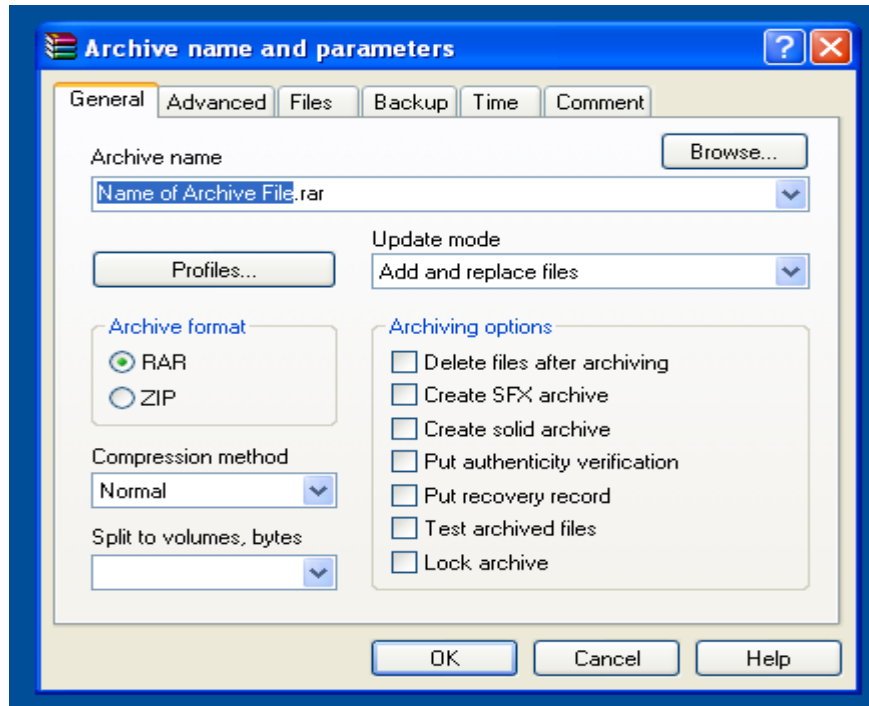 Archive name and parameters
General Advanced Files Backup Time Comment
Archive name
Browse...
Name of Archive File.rar
Update mode
Profiles...
Add and replace files
Archive format
RAR
ZIP
Archiving options
Delete files after archiving
Create SFX archive
Create solid archive
Put authenticity verification
Put recovery record
Test archived files
Lock archive
Compression method
Normal
Split to volumes, bytes
OK Cancel Help